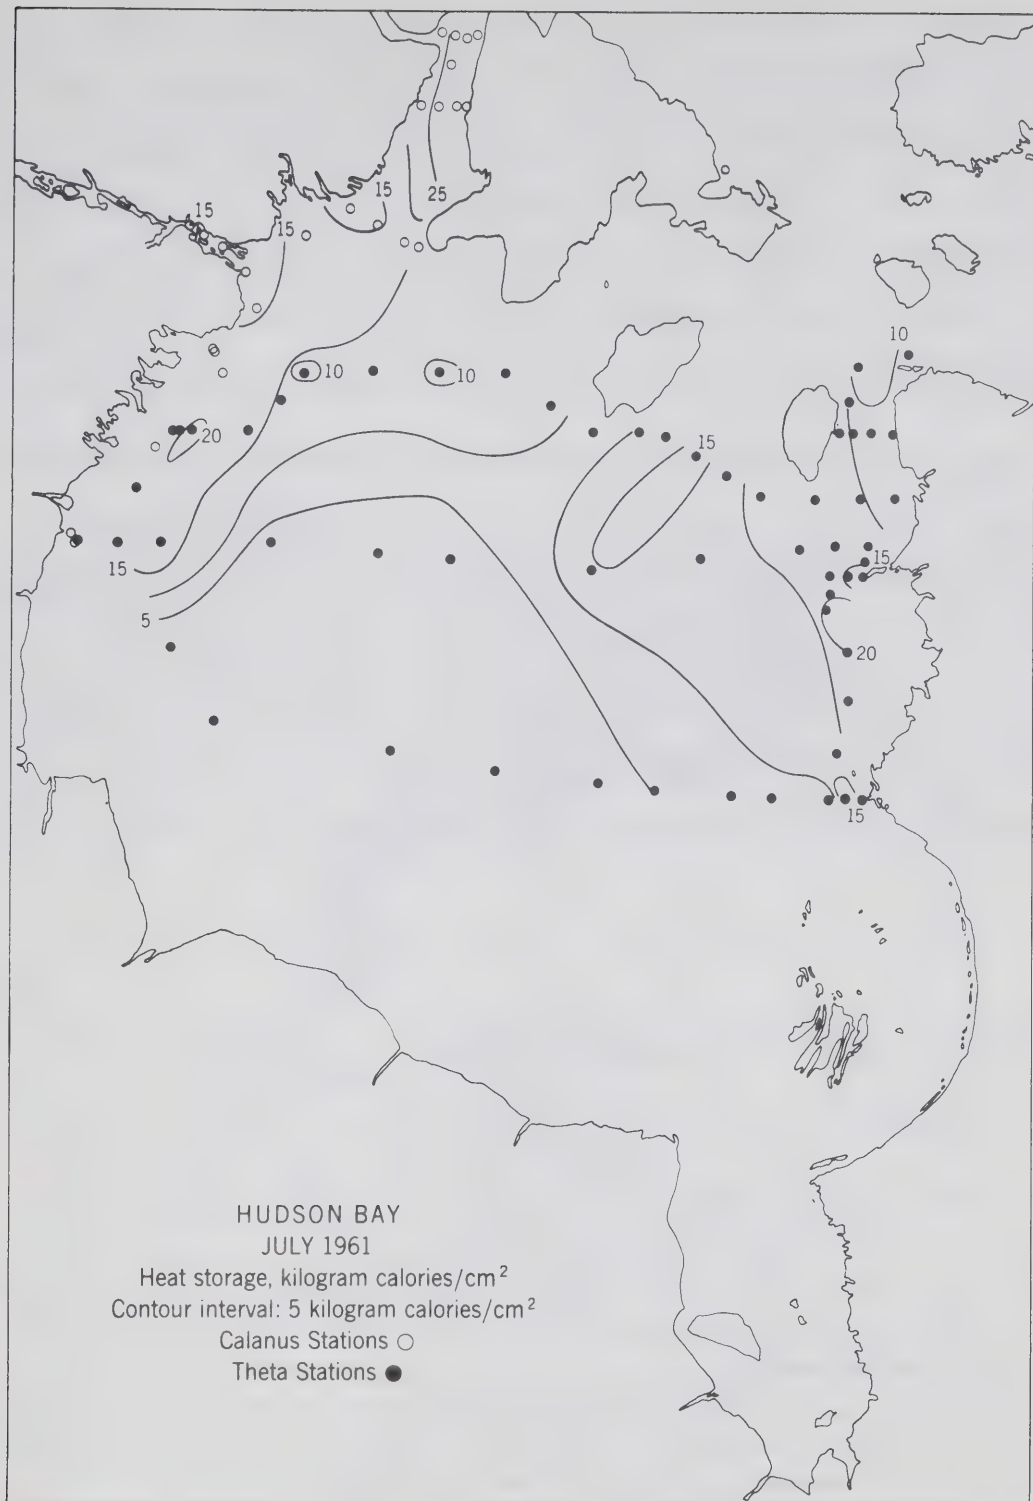 25
15
15
15
10
10
10
20
15
15
15
5
20
15
HUDSON BAY
JULY 1961
Heat storage, kilogram calories/cm²
Contour interval: 5 kilogram calories/cm²
Calanus Stations ○
Theta Stations ●